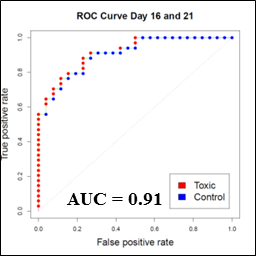 ROC Curve Day 16 and 21
True positive rate
1.0
0.8
0.6
0.4
0.2
0.0
AUC = 0.91
Toxic
Control
0.0 0.2 0.4 0.6 0.8 1.0
False positive rate